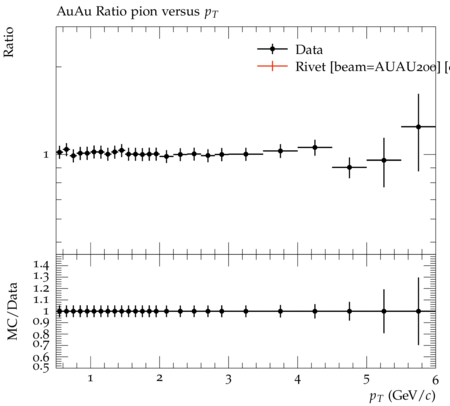 AuAu Ratio pion versus pT
Ratio
Data
Rivet [beam=AUAU200] [
1
MC/Data
1.4
1.3
1.2
1.1
1
0.9
0.8
0.7
0.6
0.5
1 2 3 4 5 6
pT (GeV/c)